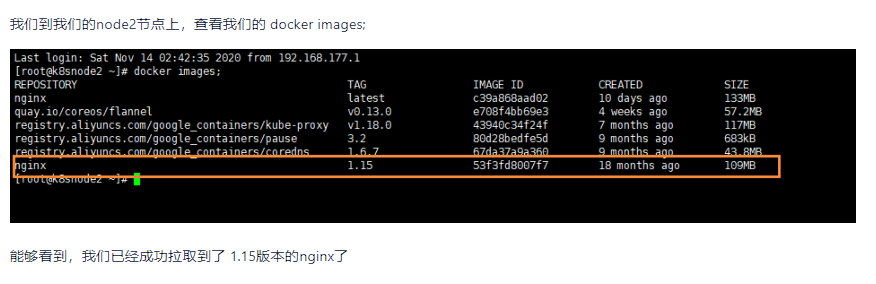 我们到我们的node2节点上，查看我们的 docker images;
Last login: Sat Nov 14 02:42:35 2020 from 192.168.177.1
[root@k8snode2 ~]# docker images;
REPOSITORY TAG IMAGE ID CREATED SIZE
nginx latest c39a868aad02 10 days ago 133MB
quay.io/coreos/flannel v0.13.0 e708f4bb69e3 4 weeks ago 57.2MB
registry.aliyuncs.com/google_containers/kube-proxy v1.18.0 43940c34f24f 7 months ago 117MB
registry.aliyuncs.com/google_containers/pause 3.2 80d28bedfe5d 9 months ago 683kB
registry.aliyuncs.com/google_containers/coredns 1.6.7 67da37a9a360 9 months ago 43.8MB
nginx 1.15 53f3fd8007f7 18 months ago 109MB
[root@k8snode2 ~]#
能够看到，我们已经成功拉取到了 1.15版本的nginx了